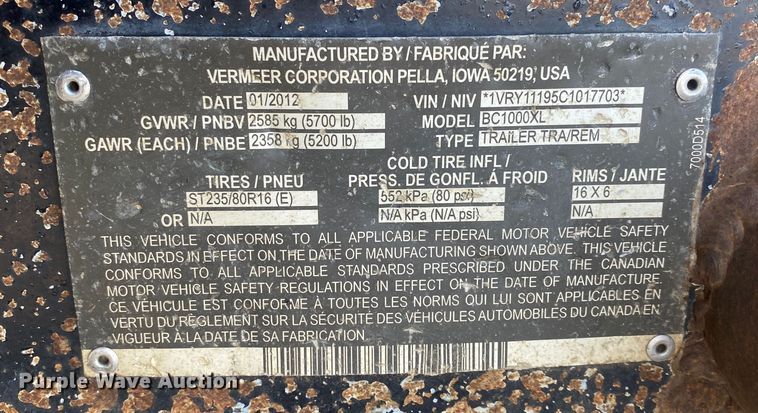 MANUFACTURED BY / FABRIQUÉ PAR:
VERMEER CORPORATION PELLA, IOWA 50219, USA
DATE 01/2012 VIN / NIV *1VRY11195C1017703*
GVWR / PNBV 2585 kg (5700 lb) MODEL BC1000XL
GAWR (EACH) / PNBE 2358 kg (5200 lb) TYPE TRAILER TRA/REM
COLD TIRE INFL /
TIRES / PNEU PRESS. DE GONFL. À FROID RIMS / JANTE
ST235/80R16 (E) 552 kPa (80 psi) 16 X 6
OR N/A N/A kPa (N/A psi) N/A
7000D514
THIS VEHICLE CONFORMS TO ALL APPLICABLE FEDERAL MOTOR VEHICLE SAFETY
STANDARDS IN EFFECT ON THE DATE OF MANUFACTURING SHOWN ABOVE. THIS VEHICLE
CONFORMS TO ALL APPLICABLE STANDARDS PRESCRIBED UNDER THE CANADIAN
MOTOR VEHICLE SAFETY REGULATIONS IN EFFECT ON THE DATE OF MANUFACTURE.
CE VÉHICULE EST CONFORME À TOUTES LES NORMS QUI LUI SONT APPLICABLES EN
VERTU DU RÈGLEMENT SUR LA SÉCURITÉ DES VÉHICULES AUTOMOBILES DU CANADA EN
VIGUEUR À LA DATE DE SA FABRICATION.
Purple Wave Auction